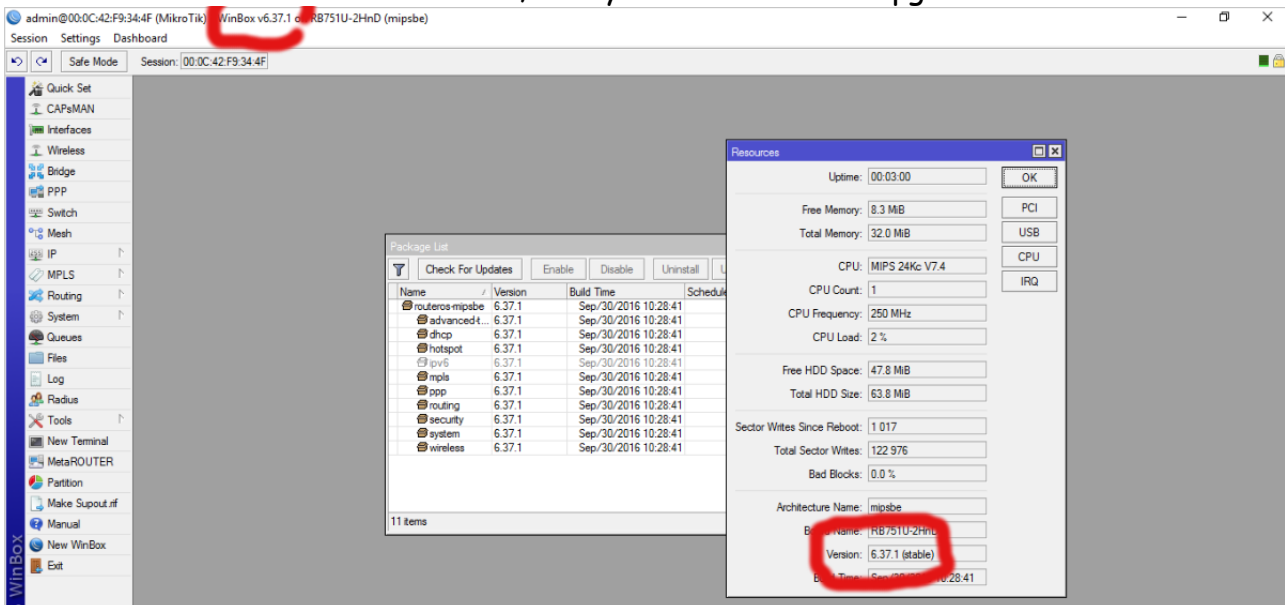 admin@00:0C:42:F9:34:4F (MikroTik) WinBox v6.37.1 RB751U-2HnD (mipsbe)
Session Settings Dashboard
Safe Mode Session: 00:0C:42:F9:34:4F
Quick Set
CAPsMAN
Interfaces
Wireless
Bridge
PPP
Switch
Mesh
IP
MPLS
Routing
System
Queues
Files
Log
Radius
Tools
New Terminal
MetaROUTER
Partition
Make Supout.rif
Manual
New WinBox
Exit
WinBox
Package List
Check For Updates Enable Disable Uninstall
Name / Version Build Time Schedule
routeros-mipsbe 6.37.1 Sep/30/2016 10:28:41
advanced-t... 6.37.1 Sep/30/2016 10:28:41
dhcp 6.37.1 Sep/30/2016 10:28:41
hotspot 6.37.1 Sep/30/2016 10:28:41
ipv6 6.37.1 Sep/30/2016 10:28:41
mpls 6.37.1 Sep/30/2016 10:28:41
ppp 6.37.1 Sep/30/2016 10:28:41
routing 6.37.1 Sep/30/2016 10:28:41
security 6.37.1 Sep/30/2016 10:28:41
system 6.37.1 Sep/30/2016 10:28:41
wireless 6.37.1 Sep/30/2016 10:28:41
11 items
Resources
Uptime: 00:03:00 OK
Free Memory: 8.3 MiB PCI
Total Memory: 32.0 MiB USB
CPU: MIPS 24Kc V7.4 CPU
CPU Count: 1 IRQ
CPU Frequency: 250 MHz
CPU Load: 2 %
Free HDD Space: 47.8 MiB
Total HDD Size: 63.8 MiB
Sector Writes Since Reboot: 1 017
Total Sector Writes: 122 976
Bad Blocks: 0.0 %
Architecture Name: mipsbe
Name: RB751U-2HnD
Version: 6.37.1 (stable)
Time: 10:28:41